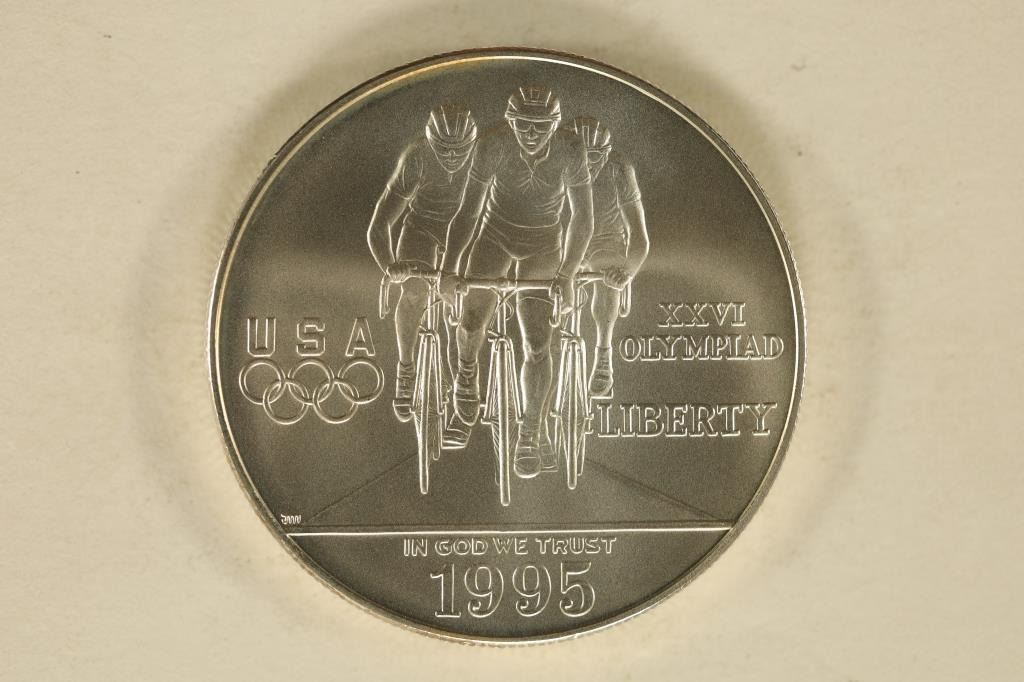 USA
XXVI
OLYMPIAD
LIBERTY
IN GOD WE TRUST
1995